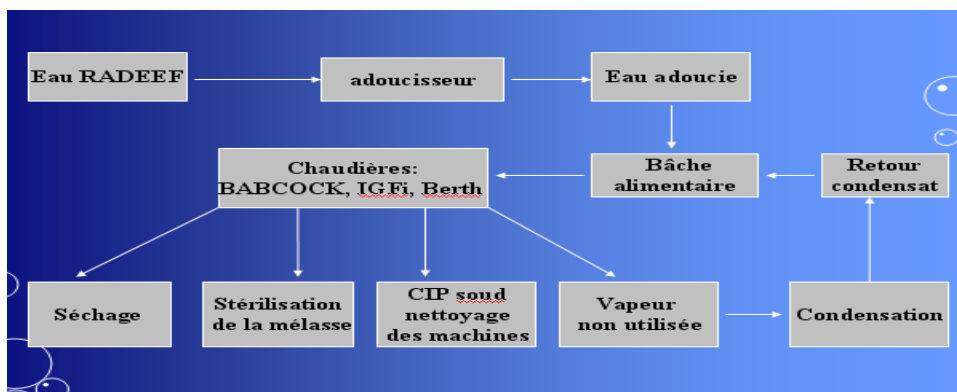 Eau RADEEF
adoucisseur
Eau adoucie
Chaudières:
BABCOCK, IGFi, Berth
Bâche
alimentaire
Retour
condensat
Séchage
Stérilisation
de la mélasse
CIP soud
nettoyage
des machines
Vapeur
non utilisée
Condensation